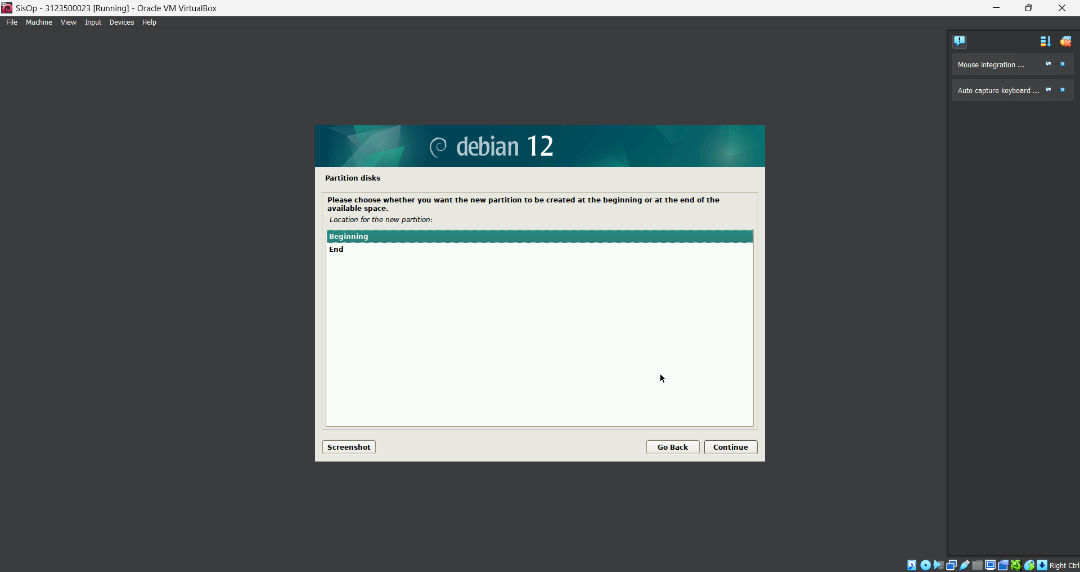 SisOp - 3123500023 [Running] - Oracle VM VirtualBox
File Machine View Input Devices Help
Mouse integration ...
Auto capture keyboard ...
debian 12
Partition disks
Please choose whether you want the new partition to be created at the beginning or at the end of the
available space.
Location for the new partition:
Beginning
End
Screenshot
Go Back
Continue
Right Ctrl